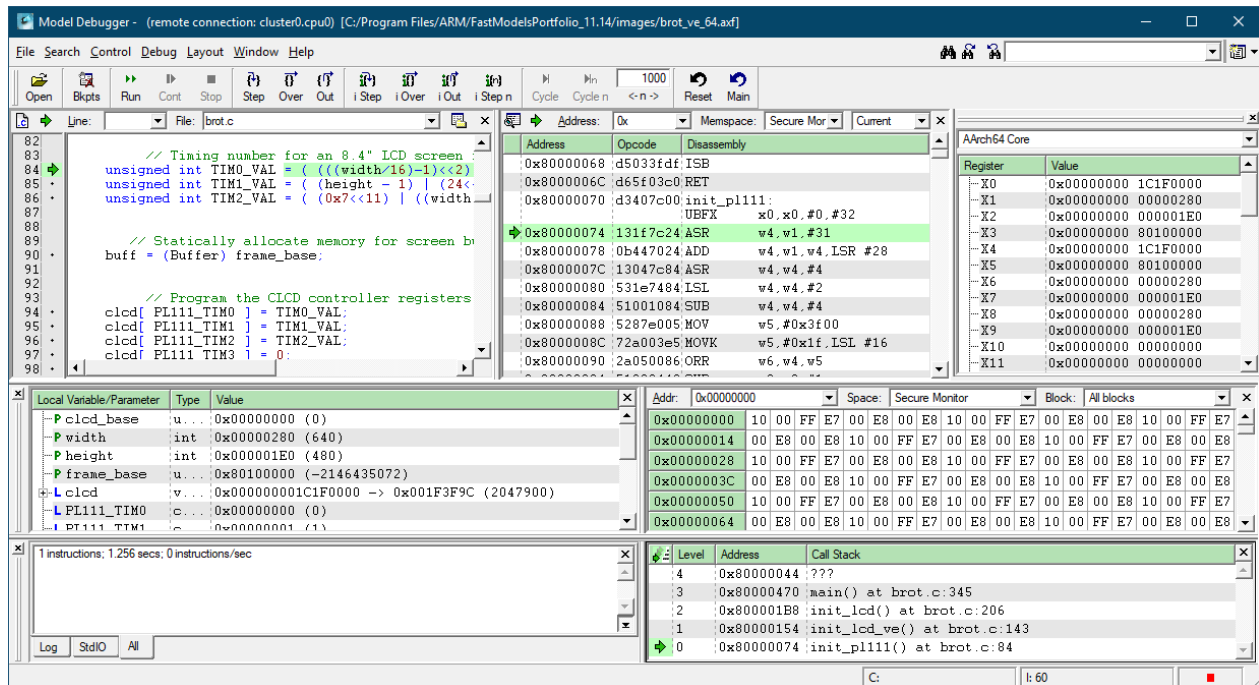 Model Debugger - (remote connection: cluster0.cpu0) [C:/Program Files/ARM/FastModelsPortfolio_11.14/images/brot_ve_64.axf]
File Search Control Debug Layout Window Help
Open Bkpts Run Cont Stop Step Over Out i Step i Over i Out i Step n Cycle Cycle n 1000 <-n-> Reset Main
Line: File: brot.c
82
83 // Timing number for an 8.4" LCD screen
84 unsigned int TIM0_VAL = ( (((width/16)-1)<<2)
85 unsigned int TIM1_VAL = ( (height - 1) | (24<
86 unsigned int TIM2_VAL = ( (0x7<<11) | ((width
87
88
89 // Statically allocate memory for screen b
90 buff = (Buffer) frame_base;
91
92
93 // Program the CLCD controller registers
94 clcd[ PL111_TIM0 ] = TIM0_VAL;
95 clcd[ PL111_TIM1 ] = TIM1_VAL;
96 clcd[ PL111_TIM2 ] = TIM2_VAL;
97 clcd[ PL111_TIM3 ] = 0;
98
Address: 0x Memspace: Secure Mor Current
Address Opcode Disassembly
0x80000068 d5033fdf ISB
0x8000006C d65f03c0 RET
0x80000070 d3407c00 init_pl111:
UBFX x0,x0,#0,#32
0x80000074 131f7c24 ASR w4,w1,#31
0x80000078 0b447024 ADD w4,w1,w4,LSR #28
0x8000007C 13047c84 ASR w4,w4,#4
0x80000080 531e7484 LSL w4,w4,#2
0x80000084 51001084 SUB w4,w4,#4
0x80000088 5287e005 MOV w5,#0x3f00
0x8000008C 72a003e5 MOVK w5,#0x1f,LSL #16
0x80000090 2a050086 ORR w6,w4,w5
AArch64 Core
Register Value
X0 0x00000000 1C1F0000
X1 0x00000000 00000280
X2 0x00000000 000001E0
X3 0x00000000 80100000
X4 0x00000000 1C1F0000
X5 0x00000000 80100000
X6 0x00000000 00000280
X7 0x00000000 000001E0
X8 0x00000000 00000280
X9 0x00000000 000001E0
X10 0x00000000 00000000
X11 0x00000000 00000000
Local Variable/Parameter Type Value
P clcd_base u... 0x00000000 (0)
P width int 0x00000280 (640)
P height int 0x000001E0 (480)
P frame_base u... 0x80100000 (-2146435072)
L clcd v... 0x000000001C1F0000 -> 0x001F3F9C (2047900)
L PL111_TIM0 c... 0x00000000 (0)
L PL111_TIM1 c... 0x00000001 (1)
Addr: 0x00000000 Space: Secure Monitor Block: All blocks
0x00000000 10 00 FF E7 00 E8 00 E8 10 00 FF E7 00 E8 00 E8 10 00 FF E7
0x00000014 00 E8 00 E8 10 00 FF E7 00 E8 00 E8 10 00 FF E7 00 E8 00 E8
0x00000028 10 00 FF E7 00 E8 00 E8 10 00 FF E7 00 E8 00 E8 10 00 FF E7
0x0000003C 00 E8 00 E8 10 00 FF E7 00 E8 00 E8 10 00 FF E7 00 E8 00 E8
0x00000050 10 00 FF E7 00 E8 00 E8 10 00 FF E7 00 E8 00 E8 10 00 FF E7
0x00000064 00 E8 00 E8 10 00 FF E7 00 E8 00 E8 10 00 FF E7 00 E8 00 E8
1 instructions; 1.256 secs; 0 instructions/sec
Log StdIO All
Level Address Call Stack
4 0x80000044 ???
3 0x80000470 main() at brot.c:345
2 0x800001B8 init_lcd() at brot.c:206
1 0x80000154 init_lcd_ve() at brot.c:143
0 0x80000074 init_pl111() at brot.c:84
C: I: 60